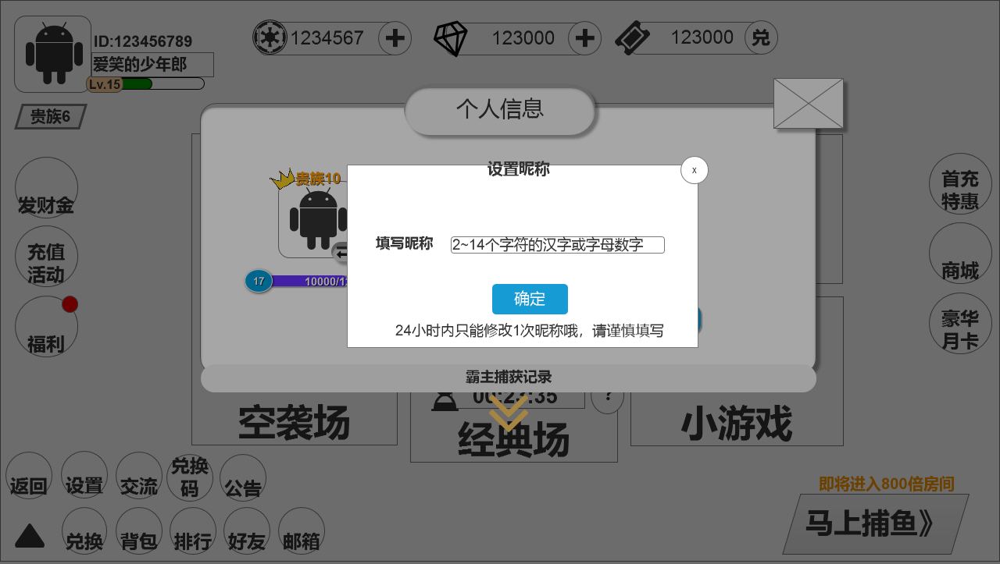 ID:123456789
爱笑的少年郎
Lv.15
贵族6
1234567
123000
123000
兑
个人信息
发财金
充值
活动
福利
贵族10
17
10000/1
设置昵称
x
填写昵称
2~14个字符的汉字或字母数字
确定
24小时内只能修改1次昵称哦，请谨慎填写
霸主捕获记录
首充
特惠
商城
豪华
月卡
空袭场
?
经典场
小游戏
返回
设置
交流
兑换
码
公告
兑换
背包
排行
好友
邮箱
即将进入800倍房间
马上捕鱼》